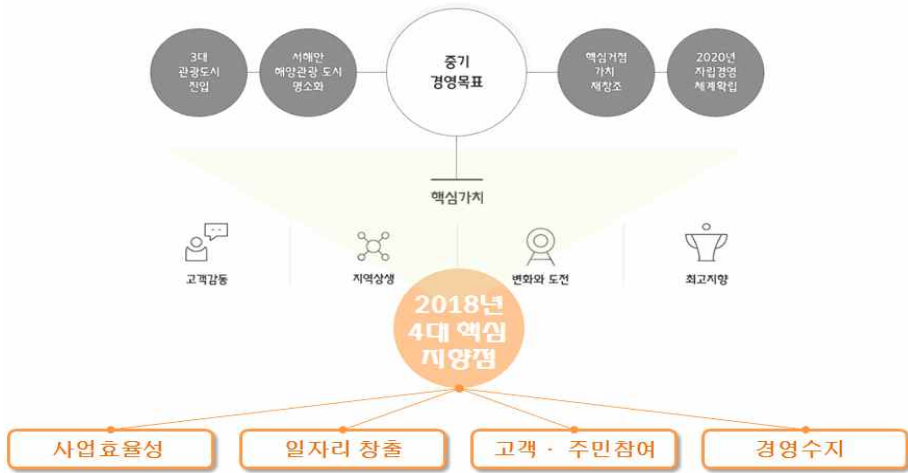 3대
관광도시
진입
서해안
해양관광 도시
명소화
중기
경영목표
핵심거점
가치
재창조
2020년
자립경영
체계확립
핵심가치
고객감동
지역상생
변화와 도전
최고지향
2018년
4대 핵심
지향점
사업효율성
일자리 창출
고객 · 주민참여
경영수지